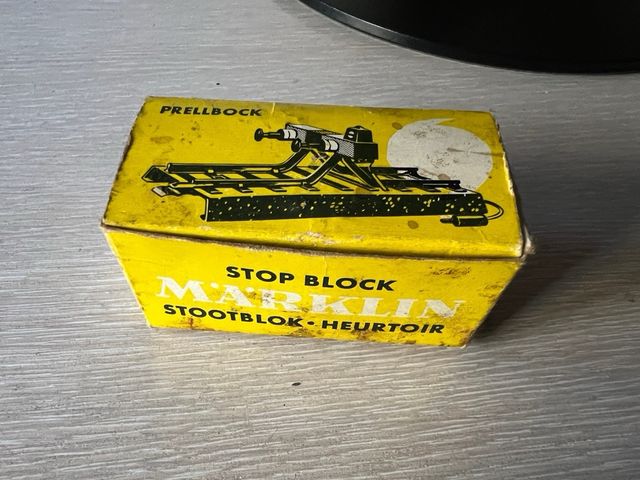 PRELLBOCK
STOP BLOCK
MÄRKLIN
STOOTBLOK · HEURTOIR